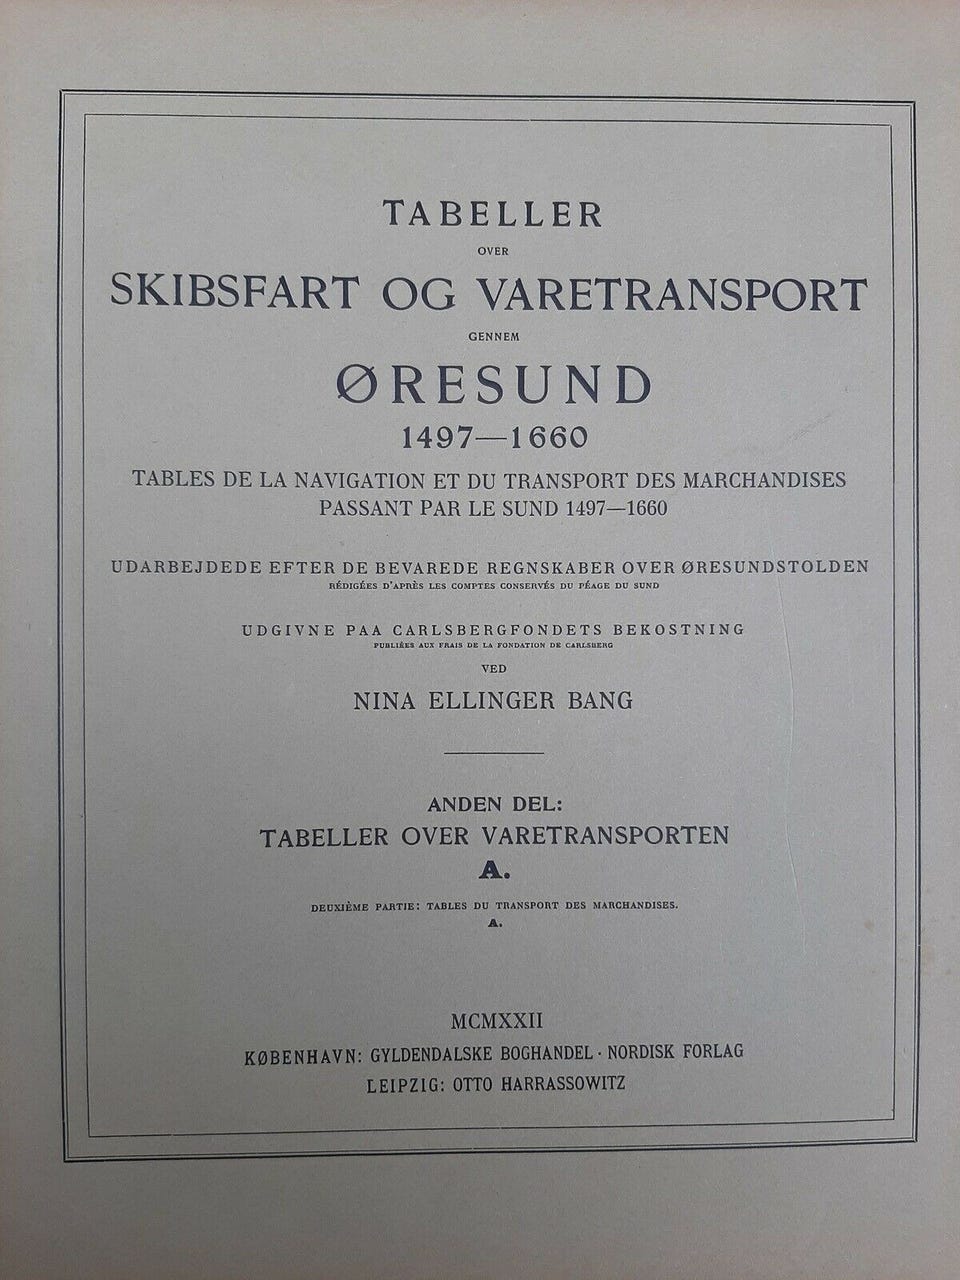 TABELLER
OVER
SKIBSFART OG VARETRANSPORT
GENNEM
ØRESUND
1497—1660
TABLES DE LA NAVIGATION ET DU TRANSPORT DES MARCHANDISES
PASSANT PAR LE SUND 1497—1660
UDARBEJDEDE EFTER DE BEVAREDE REGNSKABER OVER ØRESUNDSTOLDEN
RÉDIGÉES D'APRÈS LES COMPTES CONSERVÉS DU PÉAGE DU SUND
UDGIVNE PAA CARLSBERGFONDETS BEKOSTNING
PUBLIÉES AUX FRAIS DE LA FONDATION DE CARLSBERG
VED
NINA ELLINGER BANG
ANDEN DEL:
TABELLER OVER VARETRANSPORTEN
A.
DEUXIÈME PARTIE: TABLES DU TRANSPORT DES MARCHANDISES.
A.
MCMXXII
KØBENHAVN: GYLDENDALSKE BOGHANDEL · NORDISK FORLAG
LEIPZIG: OTTO HARRASSOWITZ